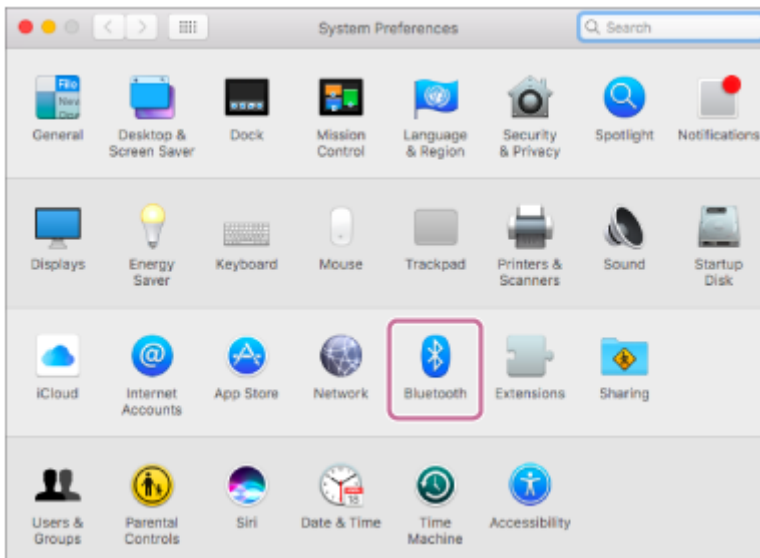 System Preferences
Search
General
Desktop &
Screen Saver
Dock
Mission
Control
Language
& Region
Security
& Privacy
Spotlight
Notifications
Displays
Energy
Saver
Keyboard
Mouse
Trackpad
Printers &
Scanners
Sound
Startup
Disk
iCloud
Internet
Accounts
App Store
Network
Bluetooth
Extensions
Sharing
Users &
Groups
Parental
Controls
Siri
Date & Time
Time
Machine
Accessibility